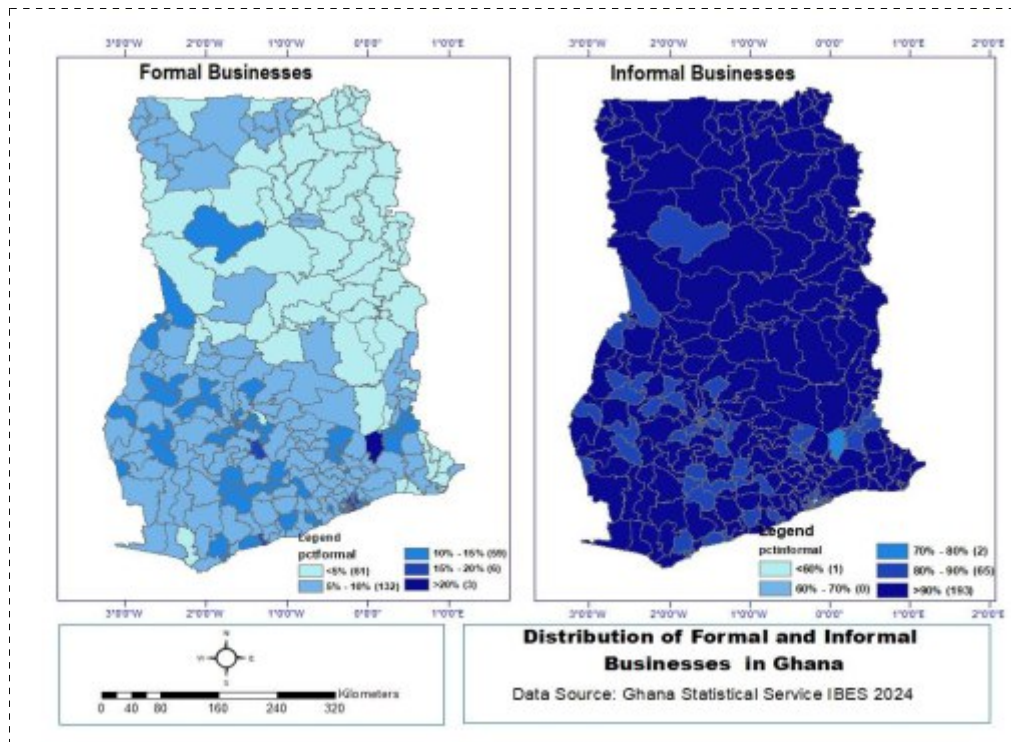 3°0'0"W 2°0'0"W 1°0'0"W 0°0'0" 1°0'0"E
Formal Businesses
Legend
pctformal
<5% (61)
5% - 10% (132)
10% - 15% (59)
15% - 20% (6)
>20% (3)
3°0'0"W 2°0'0"W 1°0'0"W 0°0'0" 1°0'0"E
3°0'0"W 2°0'0"W 1°0'0"W 0°0'0" 1°0'0"E
Informal Businesses
Legend
pctinformal
<60% (1)
60% - 70% (0)
70% - 80% (2)
80% - 90% (65)
>90% (193)
3°0'0"W 2°0'0"W 1°0'0"W 0°0'0" 1°0'0"E 2°0'0"E
N
W E
S
Kilometers
0 40 80 160 240 320
Distribution of Formal and Informal
Businesses in Ghana
Data Source: Ghana Statistical Service IBES 2024